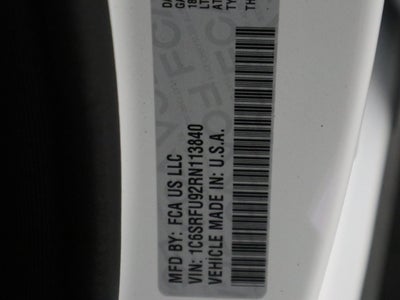 MFD BY: FCA US LLC
VIN: 1C6SRFU92RN113840
VEHICLE MADE IN: U.S.A.